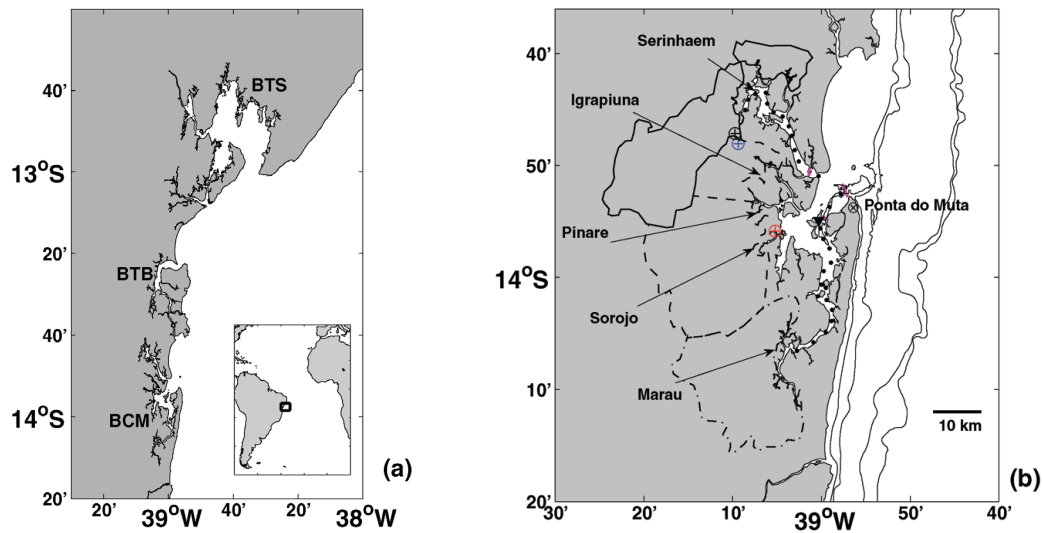 BTS
40'
13°S
20'
BTB
40'
BCM
14°S
20'
20'
39°W
40'
20'
38°W
(a)
40'
Serinhaem
Igrapiuna
50'
Ponta do Muta
Pinare
14°S
Sorojo
10'
Marau
10 km
20'
30'
20'
10'
39°W
50'
40'
(b)